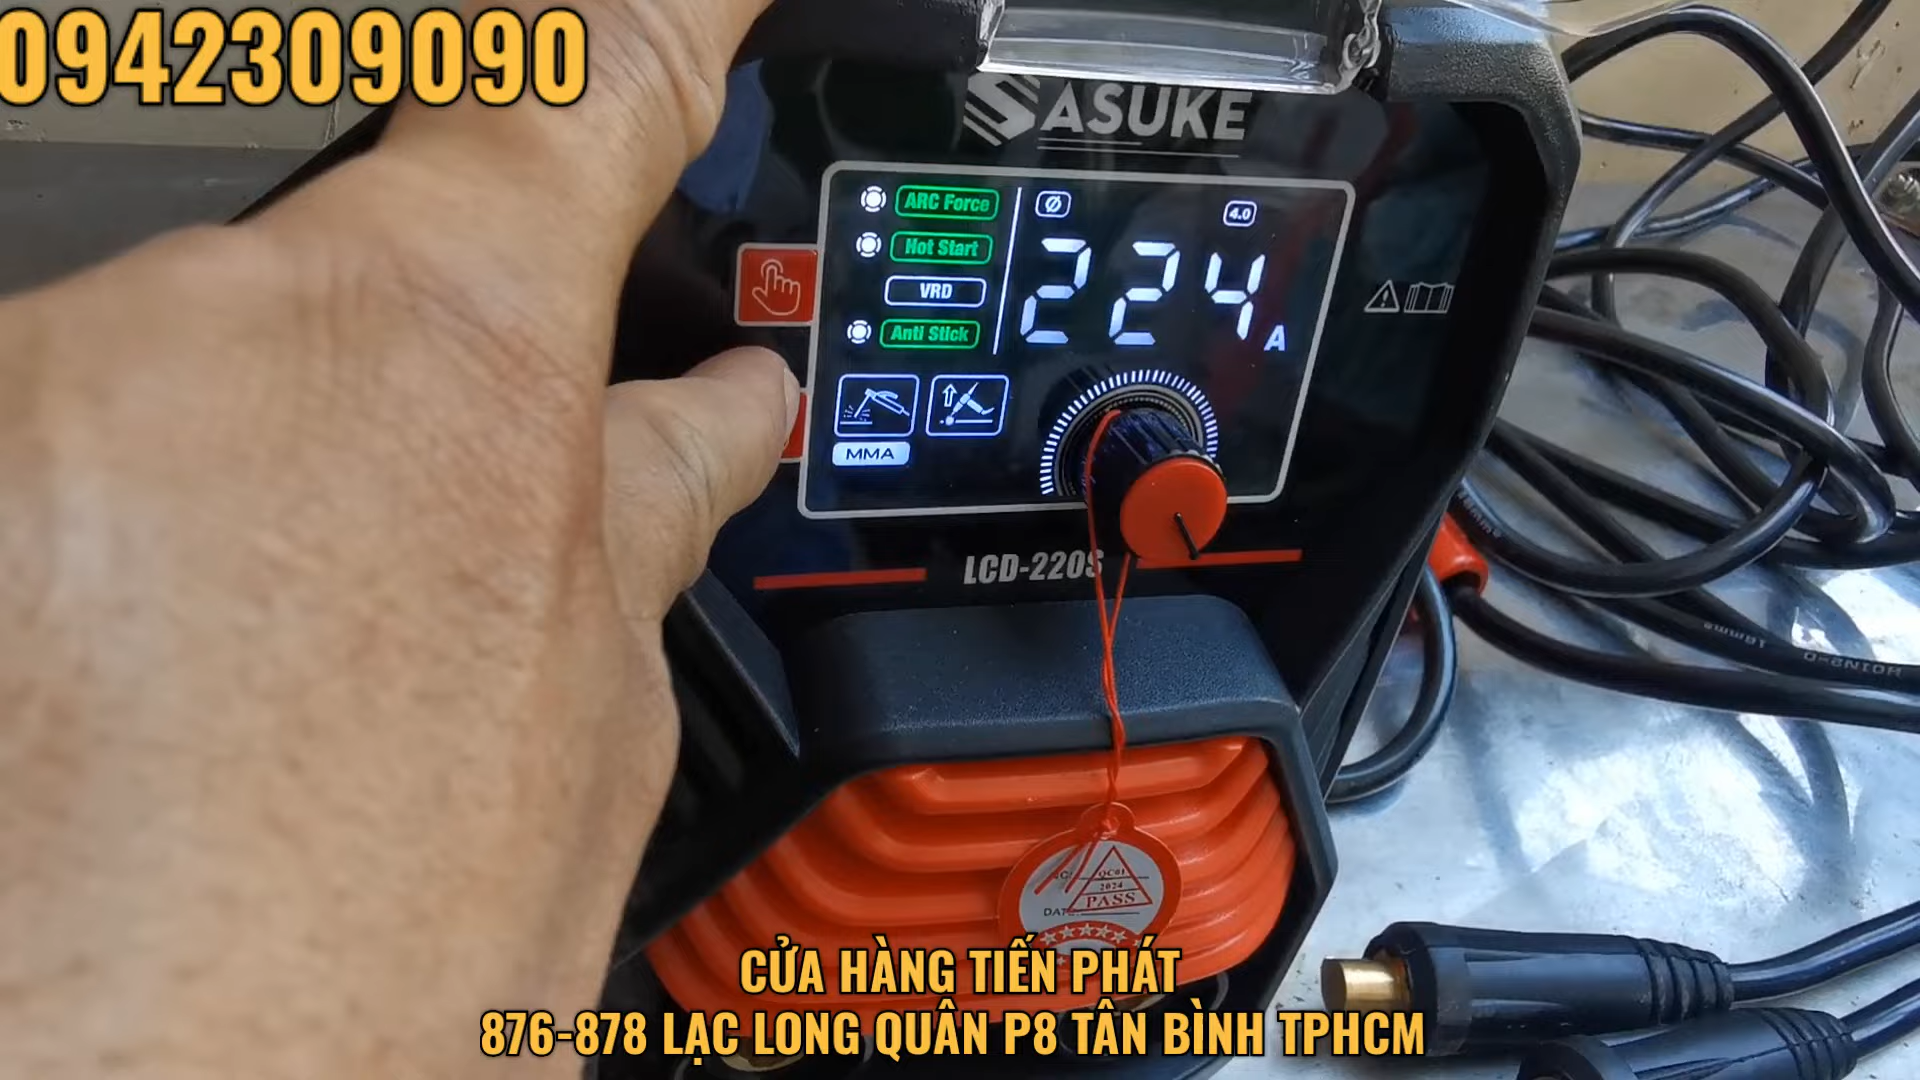 0942309090
SASUKE
ARC Force
Hot Start
VRD
Anti Stick
Ø
4.0
224
A
MMA
LCD-220S
QC01
2024
PASS
CỬA HÀNG TIẾN PHÁT
876-878 LẠC LONG QUÂN P8 TÂN BÌNH TPHCM